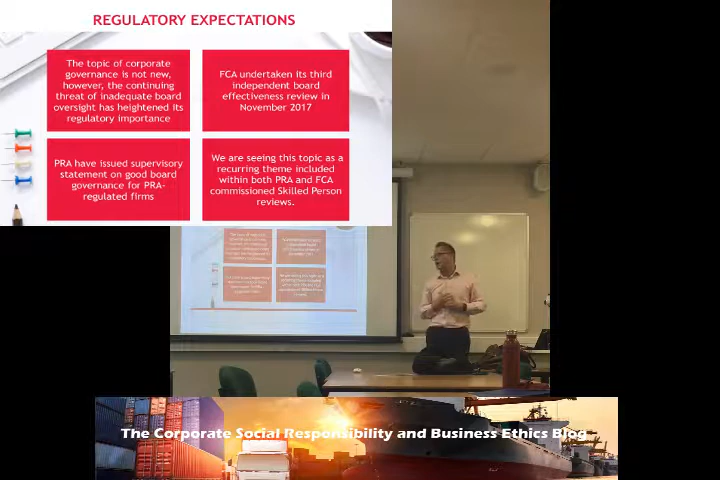 REGULATORY EXPECTATIONS
The topic of corporate
governance is not new,
however, the continuing
threat of inadequate board
oversight has heightened its
regulatory importance
FCA undertaken its third
independent board
effectiveness review in
November 2017
PRA have issued supervisory
statement on good board
governance for PRA-
regulated firms
We are seeing this topic as a
recurring theme included
within both PRA and FCA
commissioned Skilled Person
reviews.
The Corporate Social Responsibility and Business Ethics Blog